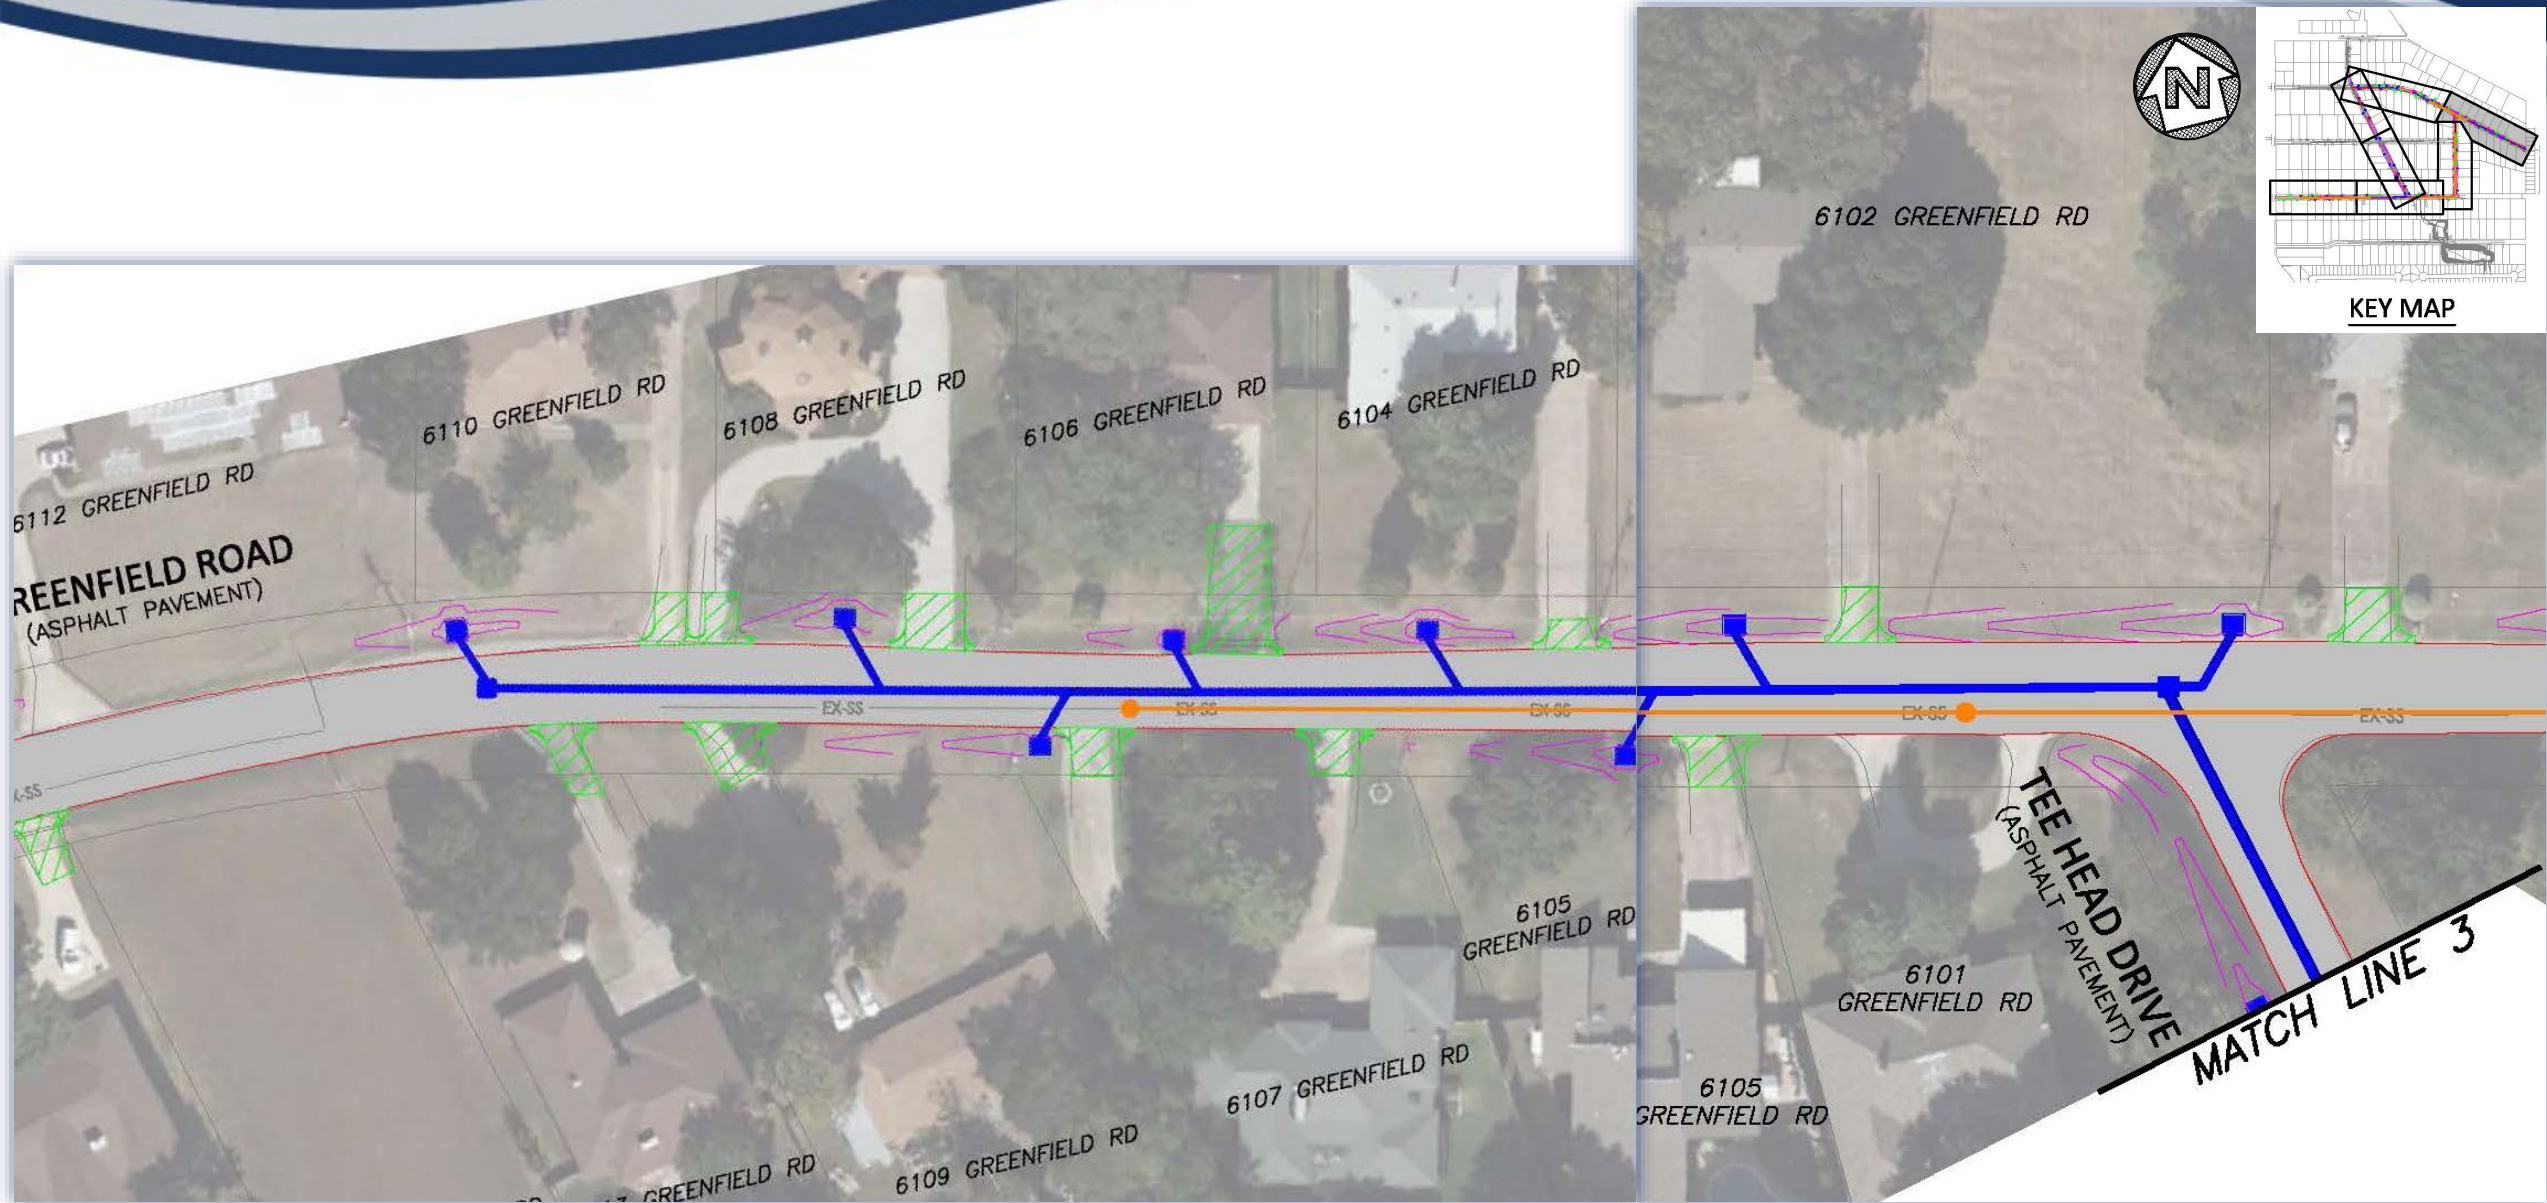 N
KEY MAP
6102 GREENFIELD RD
6104 GREENFIELD RD
6106 GREENFIELD RD
6108 GREENFIELD RD
6110 GREENFIELD RD
6112 GREENFIELD RD
REENFIELD ROAD
(ASPHALT PAVEMENT)
EX-SS
EX-SS
EX-SS
EX-SS
EX-SS
X-SS
TEE HEAD DRIVE
(ASPHALT PAVEMENT)
MATCH LINE 3
6105
GREENFIELD RD
6101
GREENFIELD RD
6105
GREENFIELD RD
6107 GREENFIELD RD
6109 GREENFIELD RD
GREENFIELD RD
RD